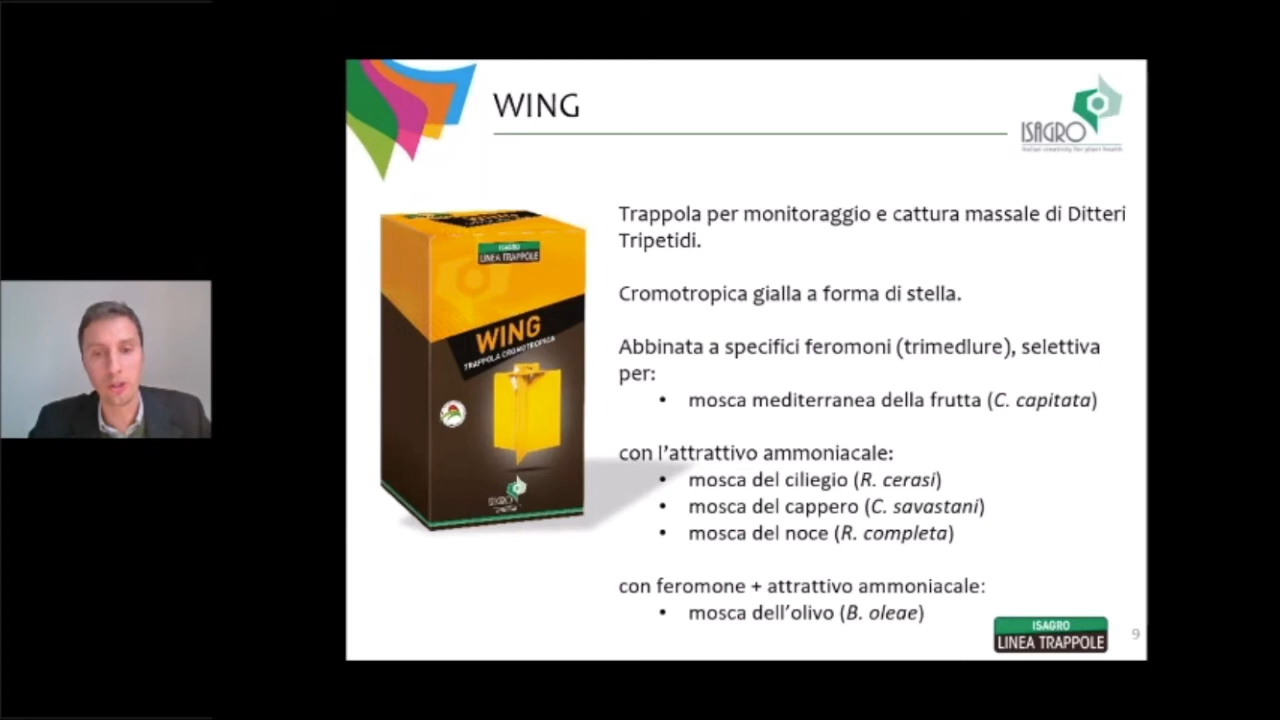 WING
ISAGRO
Italian creativity for plant health
WING
ISAGRO
LINEA TRAPPOLE
WING
TRAPPOLA CROMOTROPICA
ISAGRO
Trappola per monitoraggio e cattura massale di Ditteri
Tripetidi.
Cromotropica gialla a forma di stella.
Abbinata a specifici feromoni (trimedlure), selettiva
per:
• mosca mediterranea della frutta (C. capitata)
con l'attrattivo ammoniacale:
• mosca del ciliegio (R. cerasi)
• mosca del cappero (C. savastani)
• mosca del noce (R. completa)
con feromone + attrattivo ammoniacale:
• mosca dell'olivo (B. oleae)
ISAGRO
LINEA TRAPPOLE
9